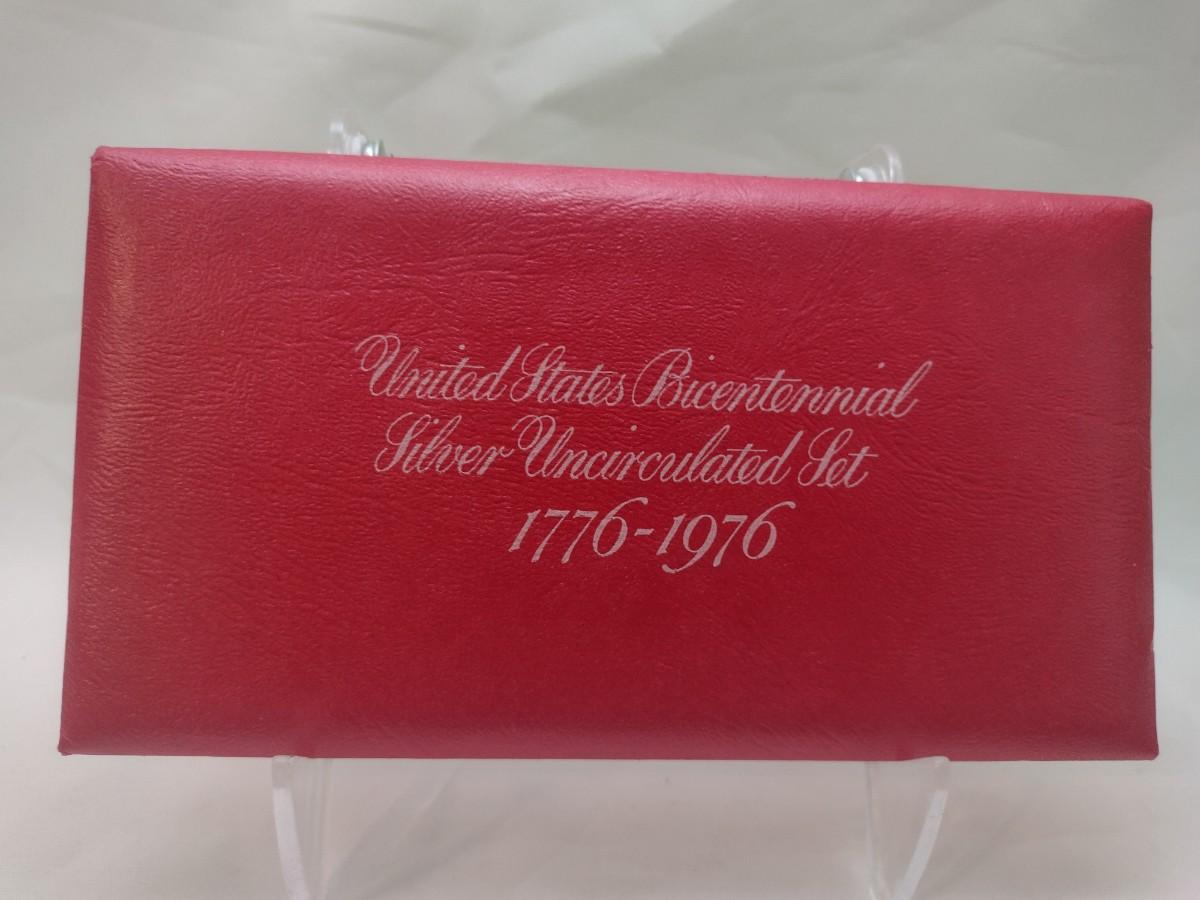 United States Bicentennial
Silver Uncirculated Set
1776-1976